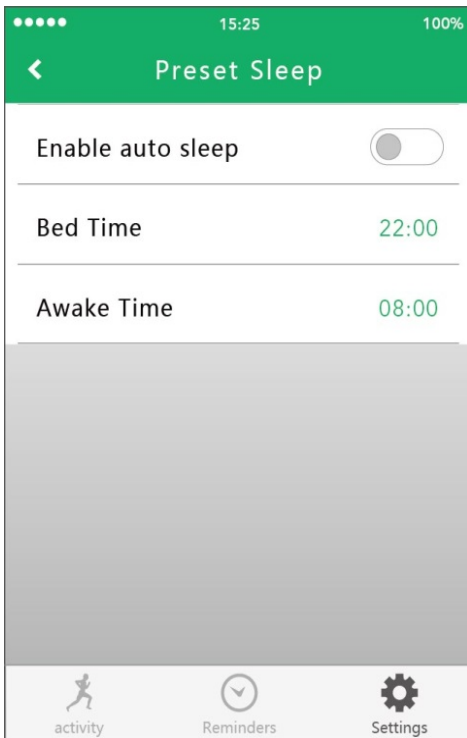 15:25 100%
Preset Sleep
Enable auto sleep
Bed Time 22:00
Awake Time 08:00
activity Reminders Settings